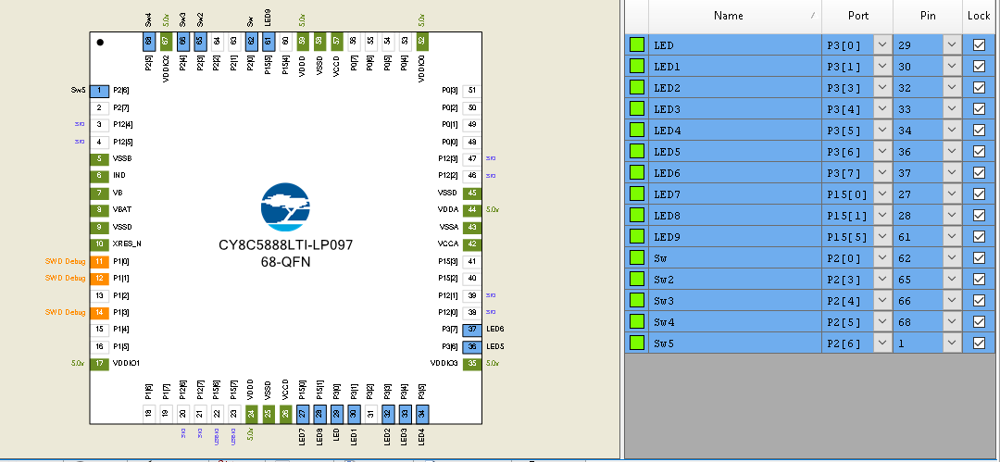 Sw4 5.0v Sw3 Sw2 Sw LED9 5.0v 5.0v
68 67 66 65 64 63 62 61 60 59 58 57 56 55 54 53 52
P2[5] VDDIO2 P2[4] P2[3] P2[2] P2[1] P2[0] P15[5] P15[4] VDDD VSSD VCCD P0[7] P0[6] P0[5] P0[4] VDDIO0
Sw5 1 P2[6]
2 P2[7]
SIO 3 P12[4]
SIO 4 P12[5]
5 VSSB
6 IND
7 VB
8 VBAT
9 VSSD
10 XRES_N
SWD Debug 11 P1[0]
SWD Debug 12 P1[1]
13 P1[2]
SWD Debug 14 P1[3]
15 P1[4]
16 P1[5]
5.0v 17 VDDIO1
CY8C5888LTI-LP097
68-QFN
P0[3] 51
P0[2] 50
P0[1] 49
P0[0] 48
P12[3] 47 SIO
P12[2] 46 SIO
VSSD 45
VDDA 44 5.0v
VSSA 43
VCCA 42
P15[3] 41
P15[2] 40
P12[1] 39 SIO
P12[0] 38 SIO
P3[7] 37 LED6
P3[6] 36 LED5
VDDIO3 35 5.0v
P1[6] P1[7] P12[6] P12[7] P15[6] P15[7] VDDD VSSD VCCD P15[0] P15[1] P3[0] P3[1] P3[2] P3[3] P3[4] P3[5]
18 19 20 21 22 23 24 25 26 27 28 29 30 31 32 33 34
SIO SIO USBIO USBIO 5.0v LED7 LED8 LED LED1 LED2 LED3 LED4
Name / Port Pin Lock
LED P3[0] 29
LED1 P3[1] 30
LED2 P3[3] 32
LED3 P3[4] 33
LED4 P3[5] 34
LED5 P3[6] 36
LED6 P3[7] 37
LED7 P15[0] 27
LED8 P15[1] 28
LED9 P15[5] 61
Sw P2[0] 62
Sw2 P2[3] 65
Sw3 P2[4] 66
Sw4 P2[5] 68
Sw5 P2[6] 1